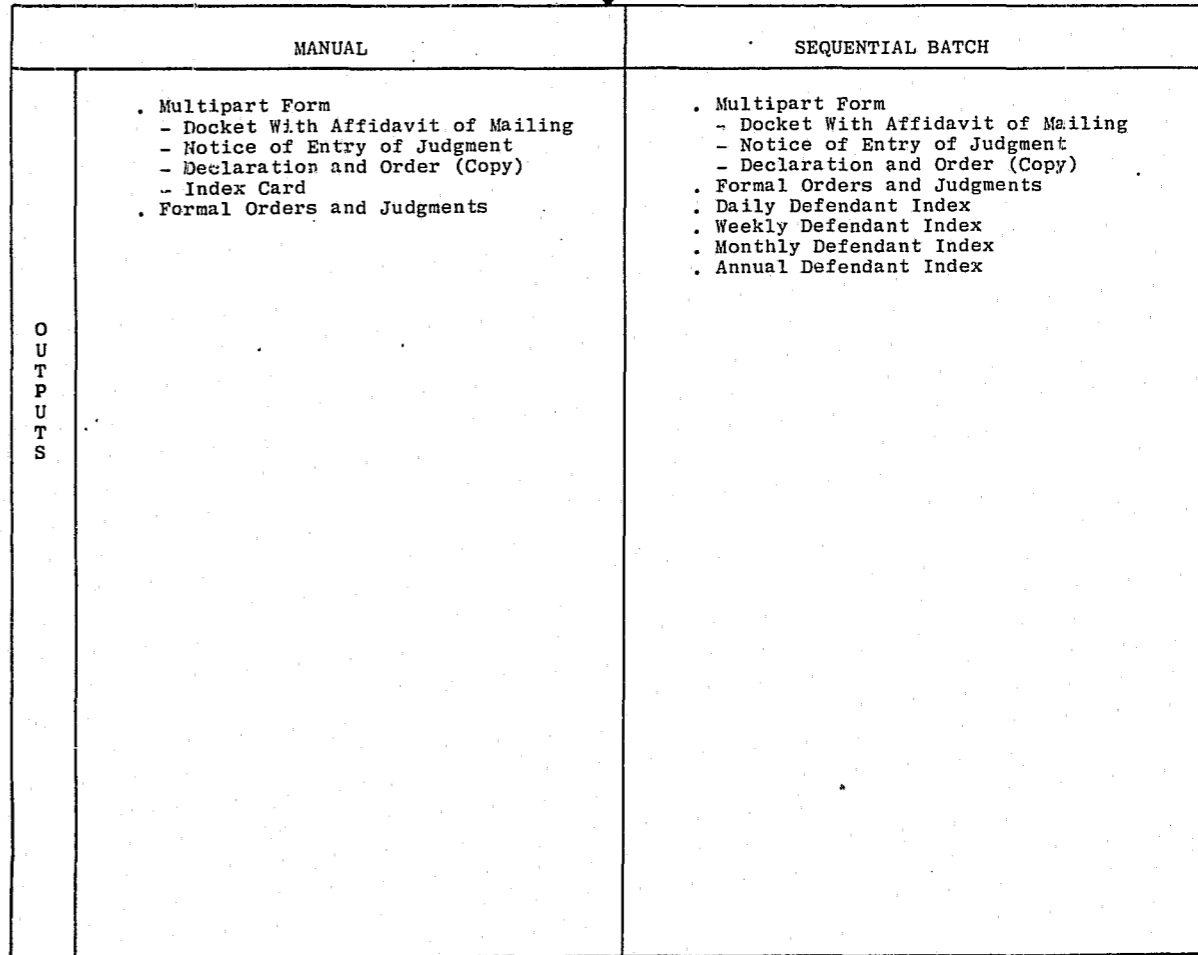 MANUAL
SEQUENTIAL BATCH
OUTPUTS
. Multipart Form
- Docket With Affidavit of Mailing
- Notice of Entry of Judgment
- Declaration and Order (Copy)
- Index Card
. Formal Orders and Judgments
. Multipart Form
- Docket With Affidavit of Mailing
- Notice of Entry of Judgment
- Declaration and Order (Copy)
. Formal Orders and Judgments
. Daily Defendant Index
. Weekly Defendant Index
. Monthly Defendant Index
. Annual Defendant Index